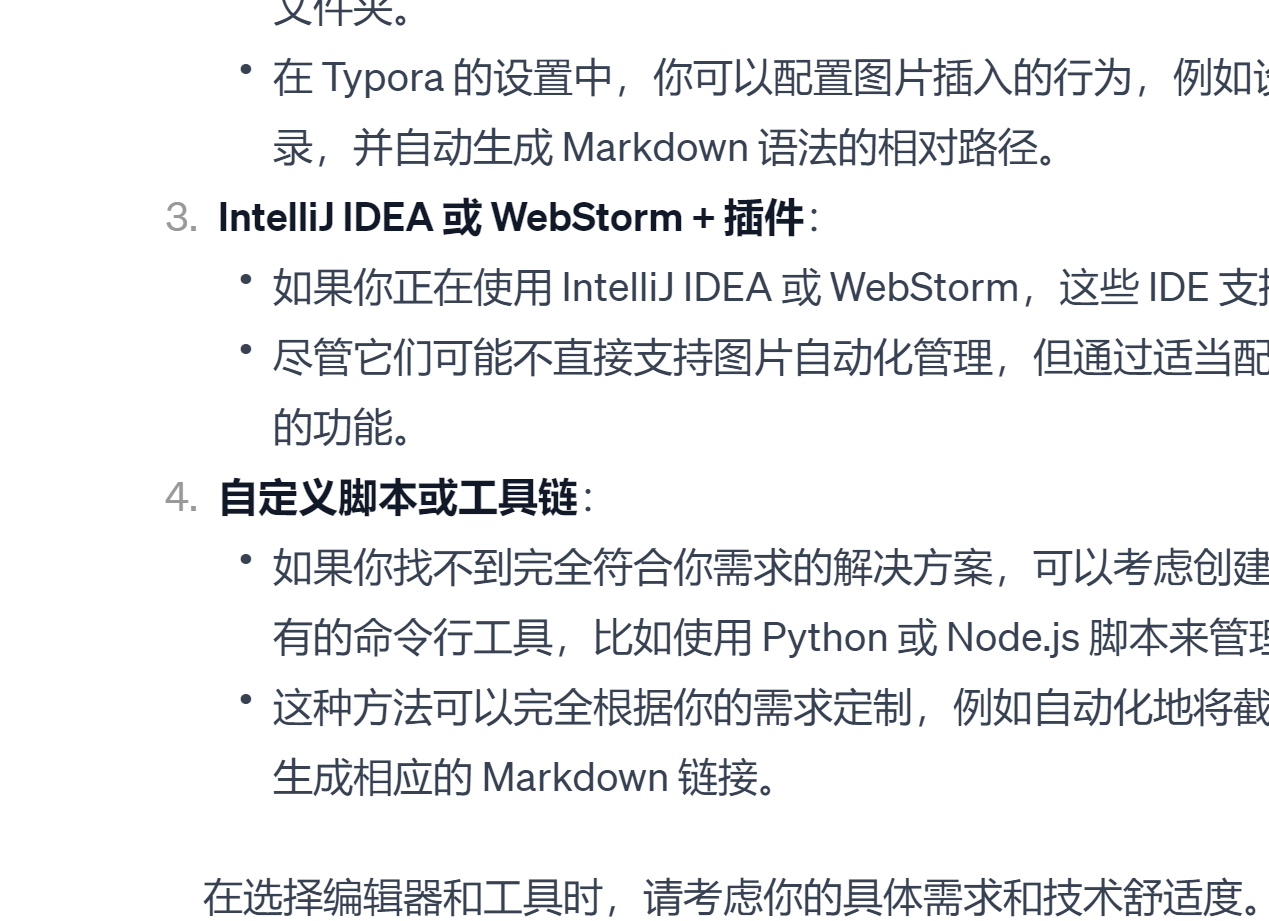 文件夹。
• 在 Typora 的设置中，你可以配置图片插入的行为，例如设
录，并自动生成 Markdown 语法的相对路径。
3. IntelliJ IDEA 或 WebStorm + 插件：
• 如果你正在使用 IntelliJ IDEA 或 WebStorm，这些 IDE 支持
• 尽管它们可能不直接支持图片自动化管理，但通过适当配
的功能。
4. 自定义脚本或工具链：
• 如果你找不到完全符合你需求的解决方案，可以考虑创建
有的命令行工具，比如使用 Python 或 Node.js 脚本来管理
• 这种方法可以完全根据你的需求定制，例如自动化地将截
生成相应的 Markdown 链接。
在选择编辑器和工具时，请考虑你的具体需求和技术舒适度。